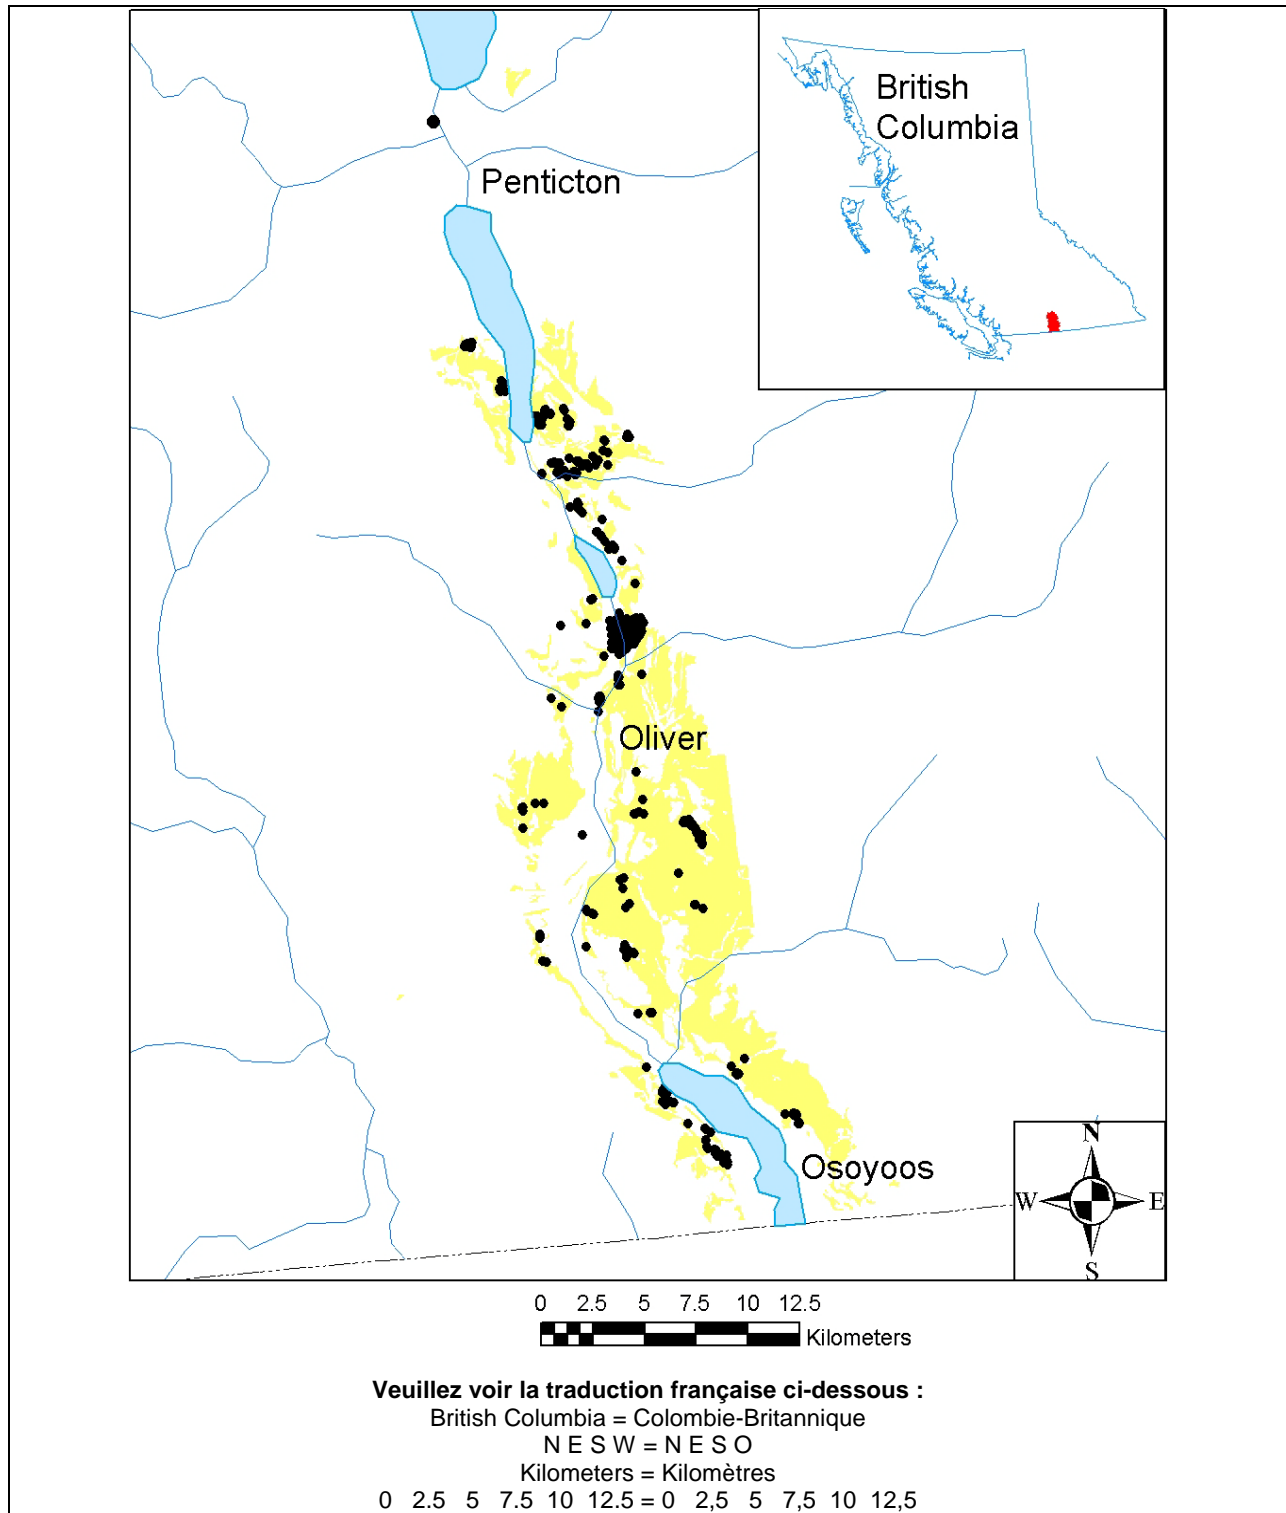 British
Columbia
Penticton
Oliver
Osoyoos
N
W E
S
0 2.5 5 7.5 10 12.5
Kilometers
Veuillez voir la traduction française ci-dessous :
British Columbia = Colombie-Britannique
N E S W = N E S O
Kilometers = Kilomètres
0 2.5 5 7.5 10 12.5 = 0 2,5 5 7,5 10 12,5